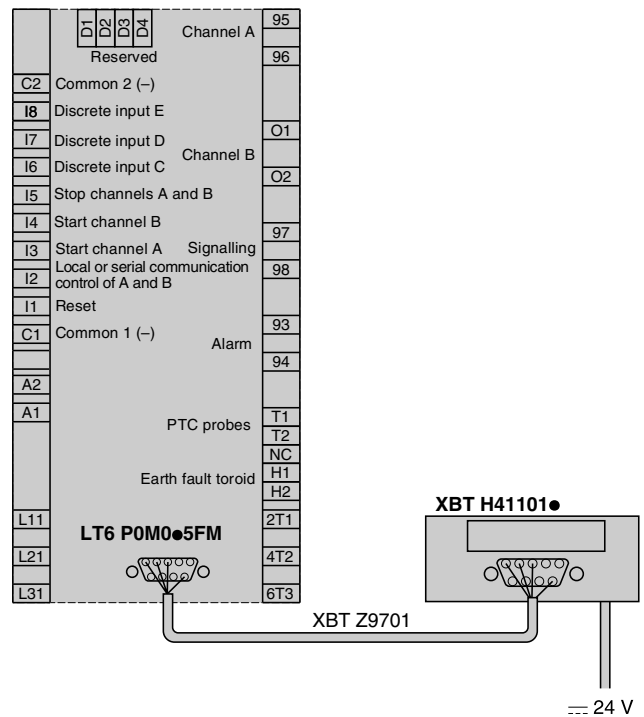 D1 D2 D3 D4
Reserved
Channel A
95
96
C2 Common 2 (–)
I8 Discrete input E
I7 Discrete input D
I6 Discrete input C
O1
Channel B
O2
I5 Stop channels A and B
I4 Start channel B
I3 Start channel A
97
Signalling
98
I2 Local or serial communication
control of A and B
I1 Reset
C1 Common 1 (–)
93
Alarm
94
A2
A1
T1
PTC probes
T2
NC
H1
Earth fault toroid
H2
L11
2T1
LT6 P0M0●5FM
L21
4T2
L31
6T3
XBT H41101●
XBT Z9701
⎓ 24 V